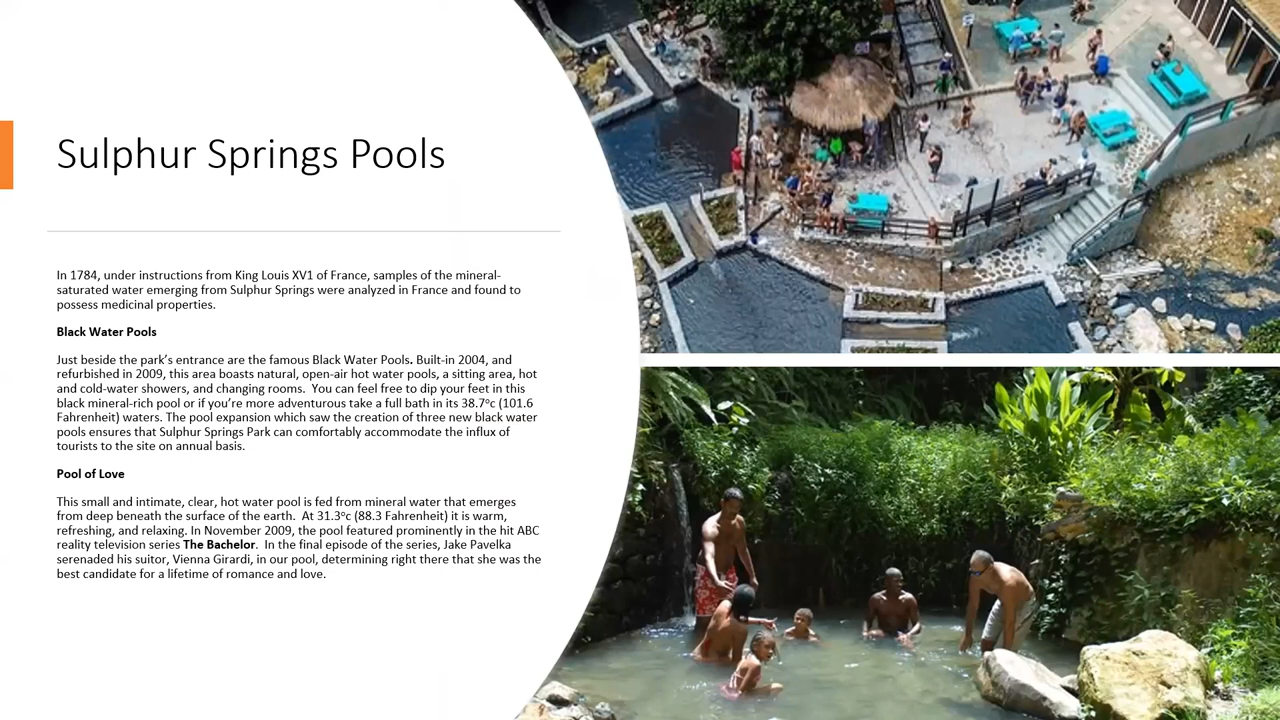 Sulphur Springs Pools
In 1784, under instructions from King Louis XV1 of France, samples of the mineral-
saturated water emerging from Sulphur Springs were analyzed in France and found to
possess medicinal properties.
Black Water Pools
Just beside the park's entrance are the famous Black Water Pools. Built-in 2004, and
refurbished in 2009, this area boasts natural, open-air hot water pools, a sitting area, hot
and cold-water showers, and changing rooms.  You can feel free to dip your feet in this
black mineral-rich pool or if you're more adventurous take a full bath in its 38.7°c (101.6
Fahrenheit) waters. The pool expansion which saw the creation of three new black water
pools ensures that Sulphur Springs Park can comfortably accommodate the influx of
tourists to the site on annual basis.
Pool of Love
This small and intimate, clear, hot water pool is fed from mineral water that emerges
from deep beneath the surface of the earth.  At 31.3°c (88.3 Fahrenheit) it is warm,
refreshing, and relaxing. In November 2009, the pool featured prominently in the hit ABC
reality television series The Bachelor.  In the final episode of the series, Jake Pavelka
serenaded his suitor, Vienna Girardi, in our pool, determining right there that she was the
best candidate for a lifetime of romance and love.